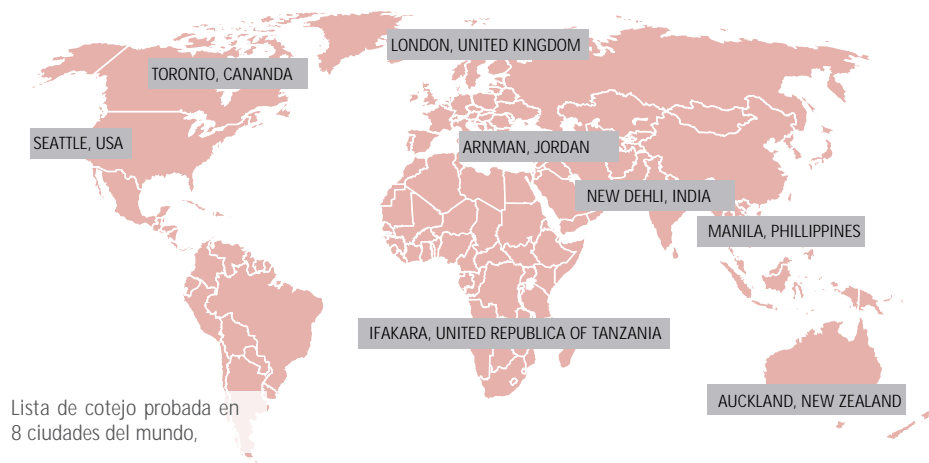 LONDON, UNITED KINGDOM
TORONTO, CANANDA
SEATTLE, USA
ARNMAN, JORDAN
NEW DEHLI, INDIA
MANILA, PHILLIPPINES
IFAKARA, UNITED REPUBLICA OF TANZANIA
AUCKLAND, NEW ZEALAND
Lista de cotejo probada en
8 ciudades del mundo,